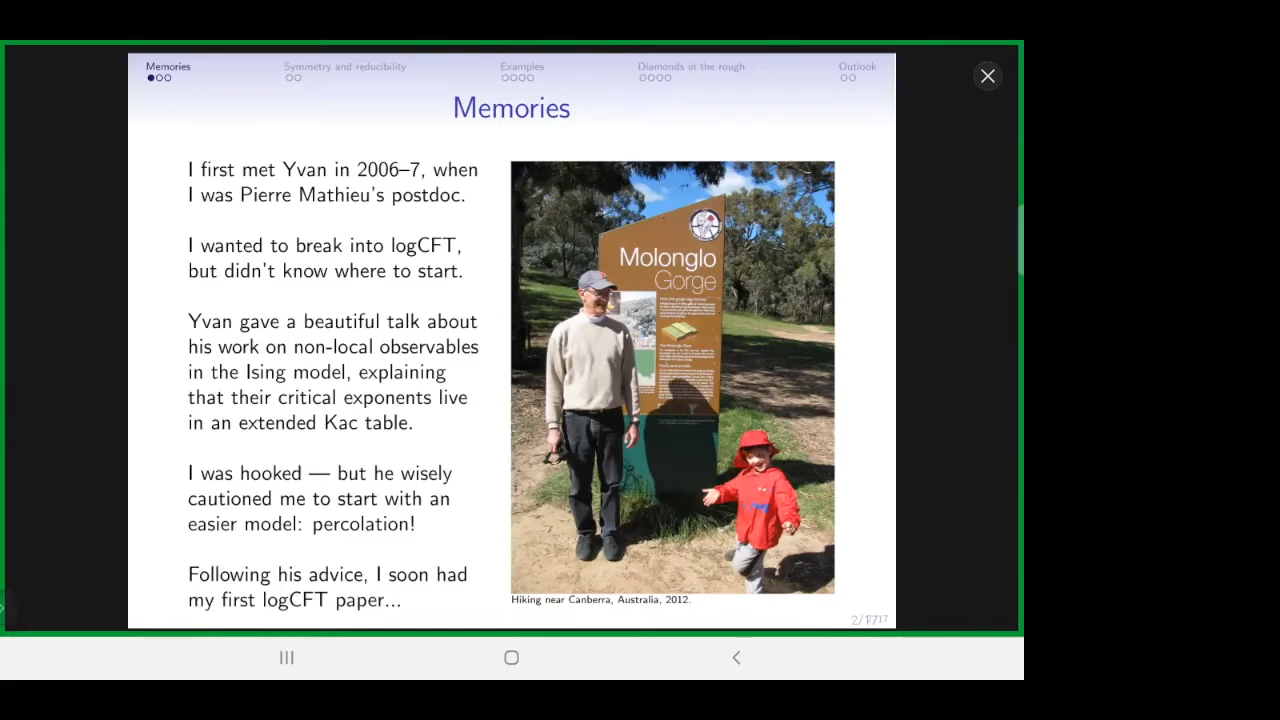 Memories
Symmetry and reducibility
Examples
Diamonds in the rough
Outlook
Memories
I first met Yvan in 2006–7, when
I was Pierre Mathieu's postdoc.
I wanted to break into logCFT,
but didn't know where to start.
Yvan gave a beautiful talk about
his work on non-local observables
in the Ising model, explaining
that their critical exponents live
in an extended Kac table.
I was hooked — but he wisely
cautioned me to start with an
easier model: percolation!
Following his advice, I soon had
my first logCFT paper...
Molonglo
Gorge
Hiking near Canberra, Australia, 2012.